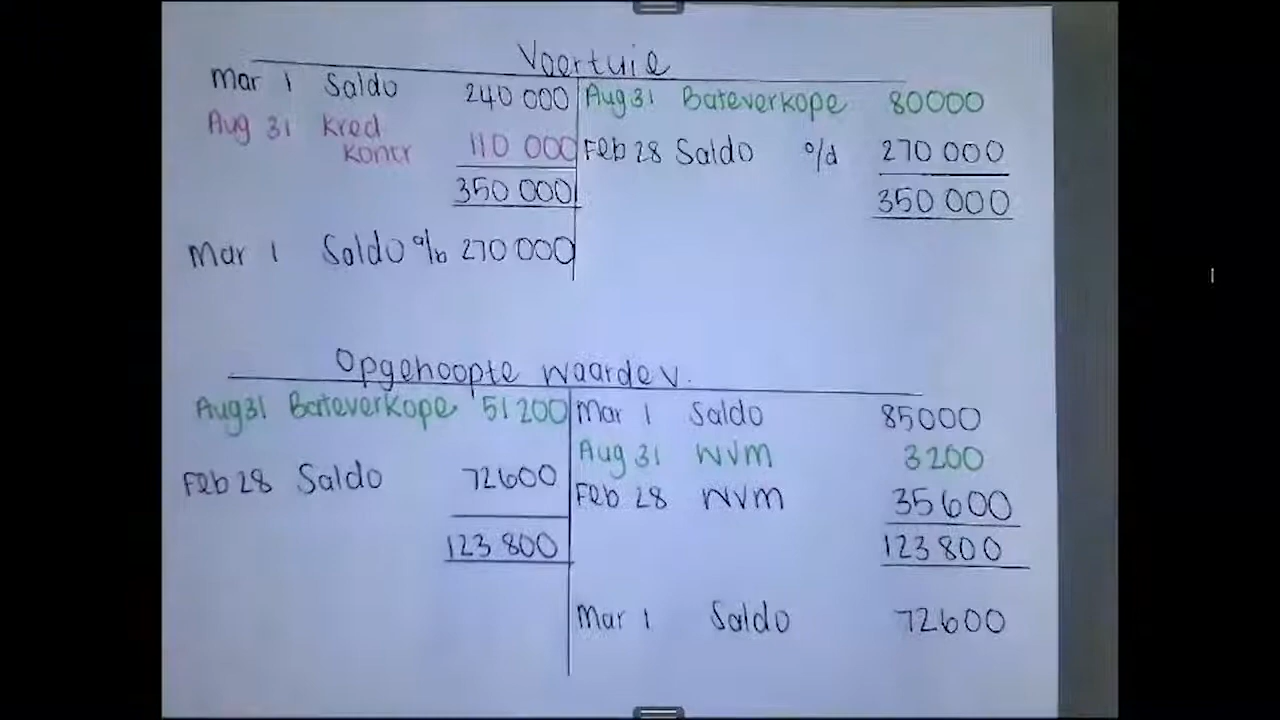 Voertuie
Mar 1 Saldo 240 000 Aug 31 Bateverkope 80000
Aug 31 Kred
Kontr 110 000 Feb 28 Saldo o/d 270 000
350 000 350 000
Mar 1 Saldo o/b 270 000
Opgehoopte waarde v.
Aug 31 Bateverkope 51 200 Mar 1 Saldo 85000
Aug 31 WVM 3200
Feb 28 Saldo 72600 Feb 28 WVM 35600
123 800 123 800
Mar 1 Saldo 72600